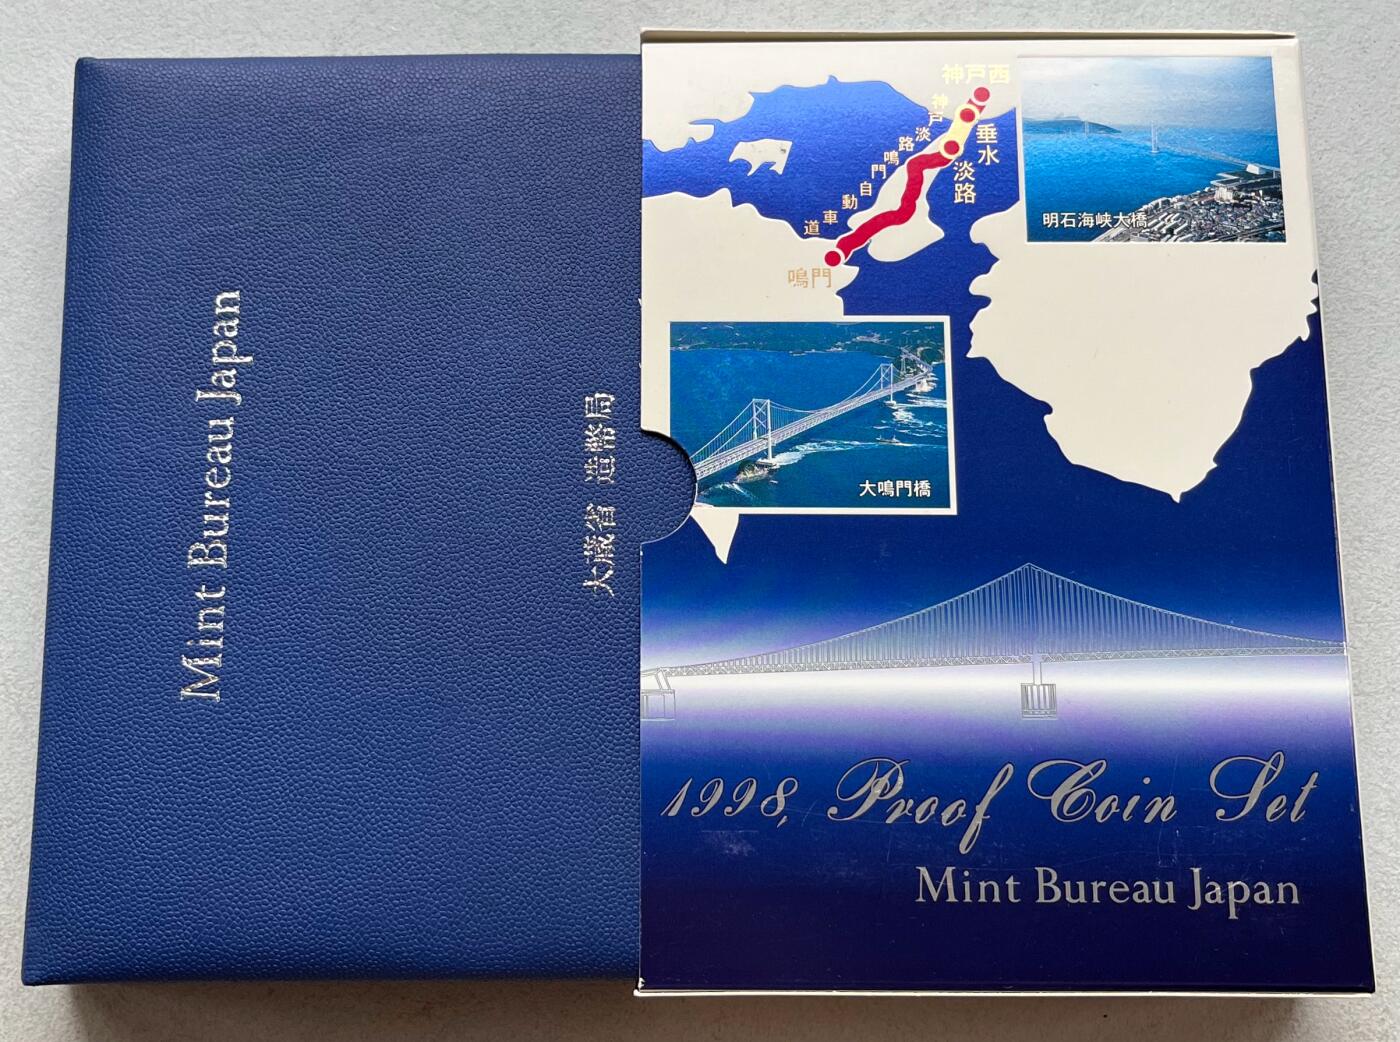 Mint Bureau Japan
大蔵省 造幣局
神戸西
垂水
淡路
神戸淡路鳴門自動車道
鳴門
明石海峡大橋
大鳴門橋
1998, Proof Coin Set
Mint Bureau Japan